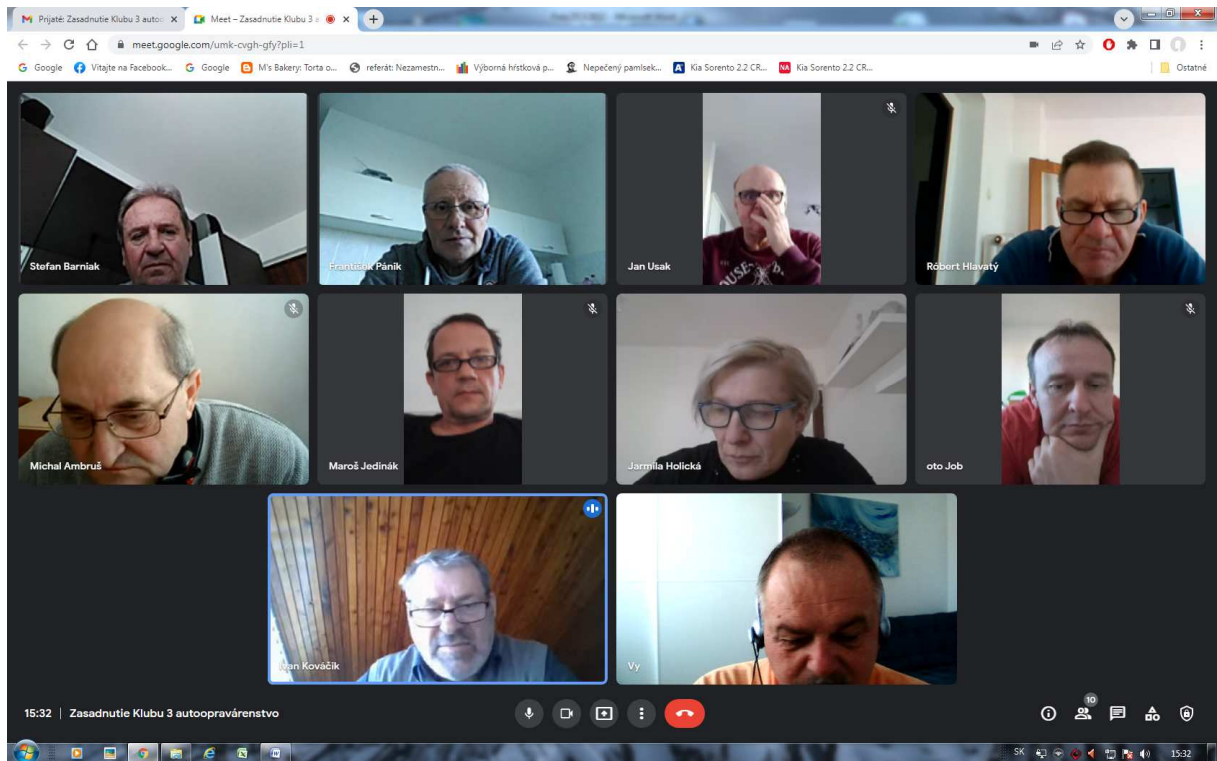 Prijaté: Zasadnutie Klubu 3 auto
Meet – Zasadnutie Klubu 3 a
meet.google.com/umk-cvgh-gfy?pli=1
Google Vitajte na Facebook... Google M's Bakery: Torta o... referát: Nezamestn... Výborná hŕstková p... Nepečený pamlsek... Kia Sorento 2.2 CR... Kia Sorento 2.2 CR... Ostatné
Stefan Barniak
František Pánik
Jan Usak
Róbert Hlavatý
Michal Ambruš
Maroš Jedinák
Jarmila Holická
oto Job
Ivan Kováčik
Vy
15:32 | Zasadnutie Klubu 3 autoopravárenstvo
10
SK 15:32